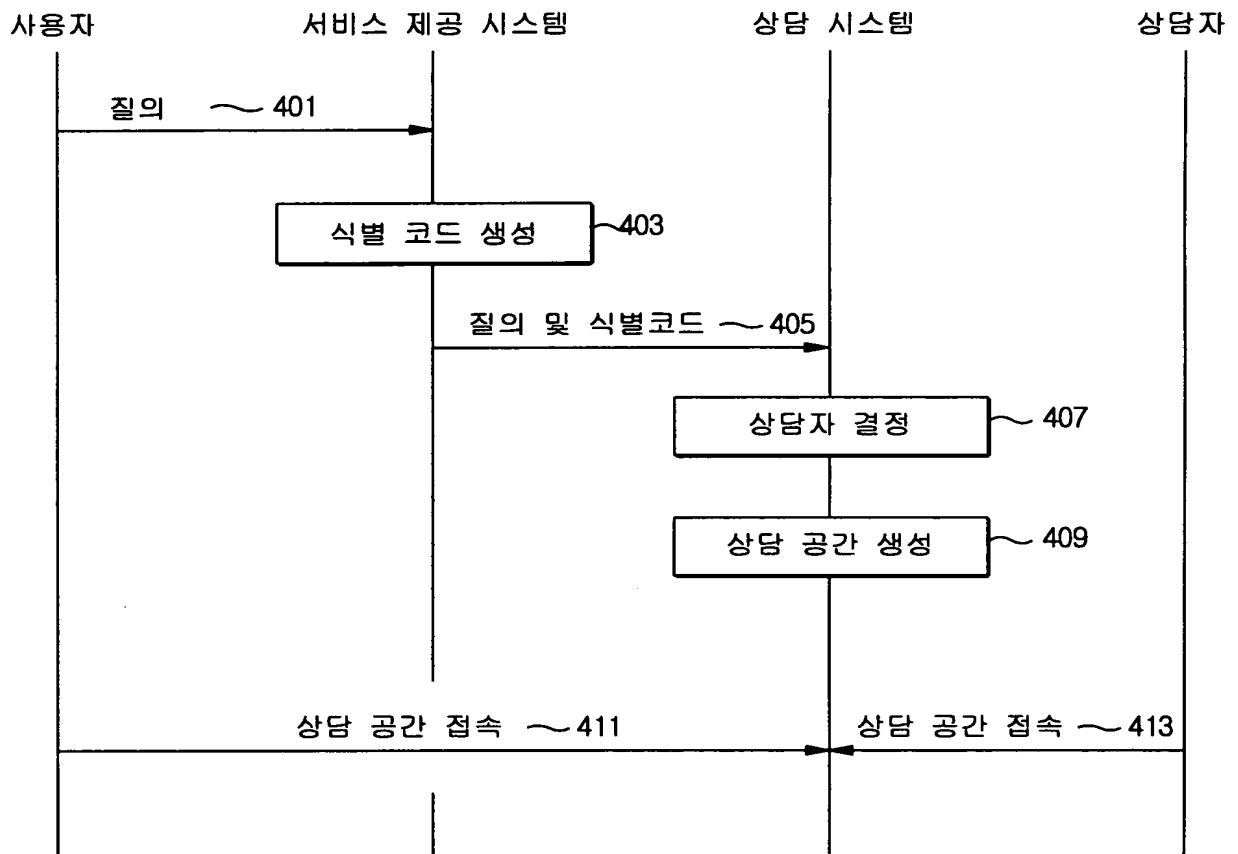 사용자 서비스 제공 시스템 상담 시스템 상담자
질의 401
식별 코드 생성 403
질의 및 식별코드 405
상담자 결정 407
상담 공간 생성 409
상담 공간 접속 411 상담 공간 접속 413